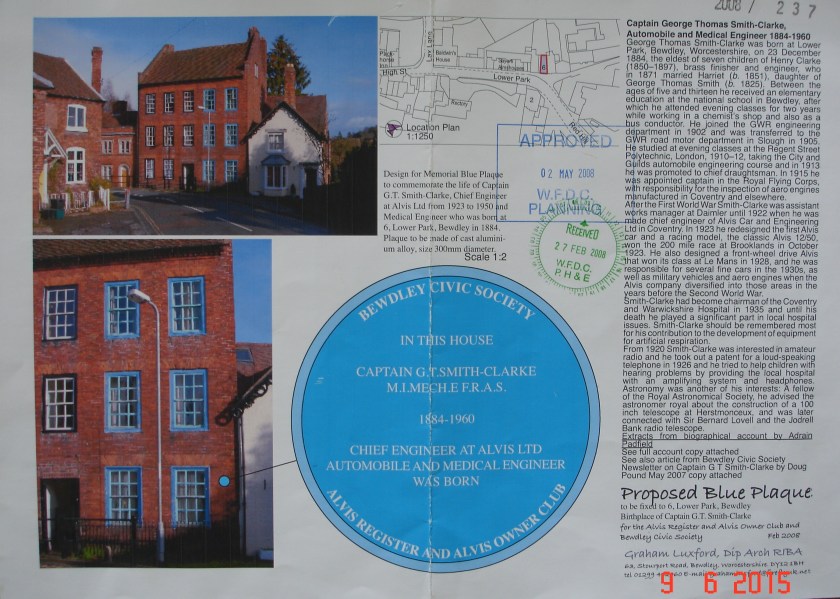 2008 / 237
Captain George Thomas Smith-Clarke,
Automobile and Medical Engineer 1884-1960
George Thomas Smith-Clarke was born at Lower
Park, Bewdley, Worcestershire, on 23 December
1884, the eldest of seven children of Henry Clarke
(1850–1897), brass finisher and engineer, who
in 1871 married Harriet (b. 1851), daughter of
George Thomas Smith (b. 1825). Between the
ages of five and thirteen he received an elementary
education at the national school in Bewdley, after
which he attended evening classes for two years
while working in a chemist's shop and also as a
bus conductor. He joined the GWR engineering
department in 1902 and was transferred to the
GWR road motor department in Slough in 1905.
He studied at evening classes at the Regent Street
Polytechnic, London, 1910–12, taking the City and
Guilds automobile engineering course and in 1913
he was promoted to chief draughtsman. In 1915 he
was appointed captain in the Royal Flying Corps,
with responsibility for the inspection of aero engines
manufactured in Coventry and elsewhere.
After the First World War Smith-Clarke was assistant
works manager at Daimler until 1922 when he was
made chief engineer of Alvis Car and Engineering
Ltd in Coventry. In 1923 he redesigned the first Alvis
car and a racing model, the classic Alvis 12/50,
won the 200 mile race at Brooklands in October
1923. He also designed a front-wheel drive Alvis
that won its class at Le Mans in 1928, and he was
responsible for several fine cars in the 1930s, as
well as military vehicles and aero engines when the
Alvis company diversified into those areas in the
years before the Second World War.
Smith-Clarke had become chairman of the Coventry
and Warwickshire Hospital in 1935 and until his
death he played a significant part in local hospital
issues. Smith-Clarke should be remembered most
for his contribution to the development of equipment
for artificial respiration.
From 1920 Smith-Clarke was interested in amateur
radio and he took out a patent for a loud-speaking
telephone in 1926 and he tried to help children with
hearing problems by providing the local hospital
with an amplifying system and headphones.
Astronomy was another of his interests: A fellow
of the Royal Astronomical Society, he advised the
astronomer royal about the construction of a 100
inch telescope at Herstmonceux, and was later
connected with Sir Bernard Lovell and the Jodrell
Bank radio telescope.
Extracts from biographical account by Adrain
Padfield
See full account copy attached
See also article from Bewdley Civic Society
Newsletter on Captain G T Smith-Clarke by Doug
Pound May 2007 copy attached
Proposed Blue Plaque
to be fixed to 6, Lower Park, Bewdley
Birthplace of Captain G.T. Smith-Clarke
for the Alvis Register and Alvis Owner Club and
Bewdley Civic Society Feb 2008
Graham Luxford, Dip Arch RIBA
6a, Stourport Road, Bewdley, Worcestershire DY12 1BH
Lax Lane
High St
Baldwin's
House
Lower Park
Rectory
Red Hill
Location Plan
1:1250
APPROVED
02 MAY 2008
W.F.D.C.
PLANNING
RECEIVED
27 FEB 2008
W.F.D.C.
P.H & E.
Design for Memorial Blue Plaque
to commemorate the life of Captain
G.T. Smith-Clarke, Chief Engineer
at Alvis Ltd from 1923 to 1950 and
Medical Engineer who was born at
6, Lower Park, Bewdley in 1884.
Plaque to be made of cast alumini-
um alloy, size 300mm diameter.
Scale 1:2
BEWDLEY CIVIC SOCIETY
IN THIS HOUSE
CAPTAIN G.T.SMITH-CLARKE
M.I.MECH.E F.R.A.S.
1884-1960
CHIEF ENGINEER AT ALVIS LTD
AUTOMOBILE AND MEDICAL ENGINEER
WAS BORN
ALVIS REGISTER AND ALVIS OWNER CLUB
9 6 2015